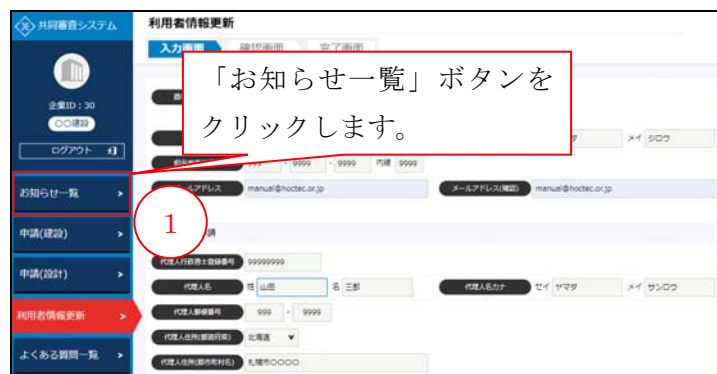 共同審査システム
利用者情報更新
入力画面 確認画面 完了画面
「お知らせ一覧」ボタンを
クリックします。
企業ID：30
〇〇建設
ログアウト
メイ シロウ
999 - 9999 - 9999 内線 9999
お知らせ一覧
メールアドレス manual@hoctec.or.jp メールアドレス(確認) manual@hoctec.or.jp
1
申請(建設)
代理人行政書士登録番号 99999999
申請(設計)
代理人名 姓 山田 名 三郎 代理人名カナ セイ ヤマダ メイ サンロウ
利用者情報更新
代理人郵便番号 999 - 9999
代理人住所(都道府県) 北海道
よくある質問一覧
代理人住所(都市町村名) 札幌市〇〇〇〇